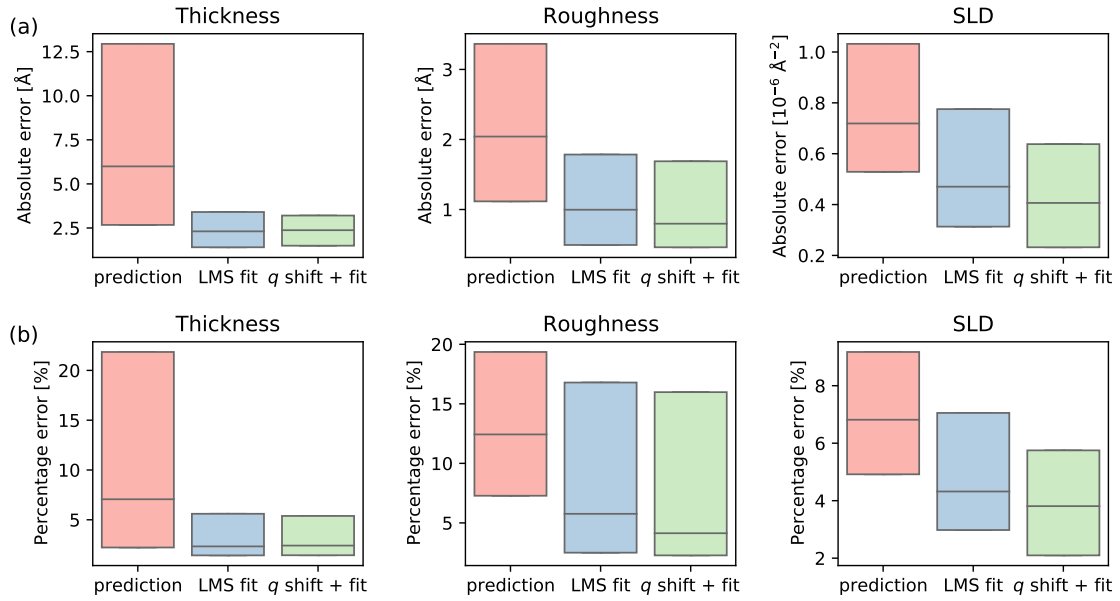 (a)
Thickness
Absolute error [Å]
12.5
10.0
7.5
5.0
2.5
prediction LMS fit q shift + fit
Roughness
Absolute error [Å]
3
2
1
prediction LMS fit q shift + fit
SLD
Absolute error [10⁻⁶ Å⁻²]
1.0
0.8
0.6
0.4
0.2
prediction LMS fit q shift + fit
(b)
Thickness
Percentage error [%]
20
15
10
5
prediction LMS fit q shift + fit
Roughness
Percentage error [%]
20
15
10
5
prediction LMS fit q shift + fit
SLD
Percentage error [%]
8
6
4
2
prediction LMS fit q shift + fit